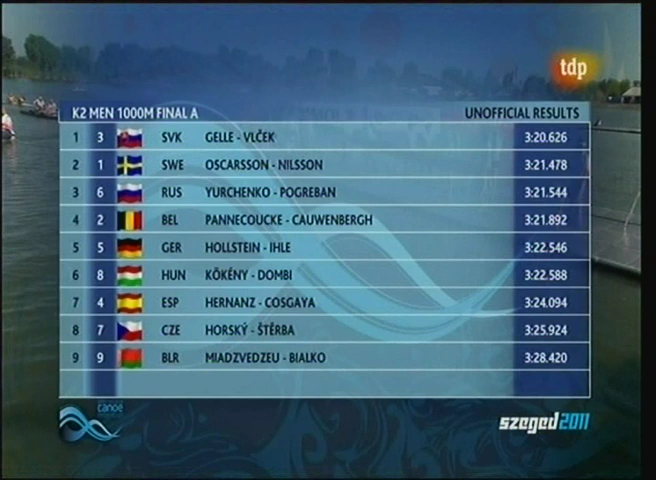 tdp
K2 MEN 1000M FINAL A UNOFFICIAL RESULTS
1 3 SVK GELLE - VLČEK 3:20.626
2 1 SWE OSCARSSON - NILSSON 3:21.478
3 6 RUS YURCHENKO - POGREBAN 3:21.544
4 2 BEL PANNECOUCKE - CAUWENBERGH 3:21.892
5 5 GER HOLLSTEIN - IHLE 3:22.546
6 8 HUN KÖKÉNY - DOMBI 3:22.588
7 4 ESP HERNANZ - COSGAYA 3:24.094
8 7 CZE HORSKÝ - ŠTĚRBA 3:25.924
9 9 BLR MIADZVEDZEU - BIALKO 3:28.420
canoe
szeged2011